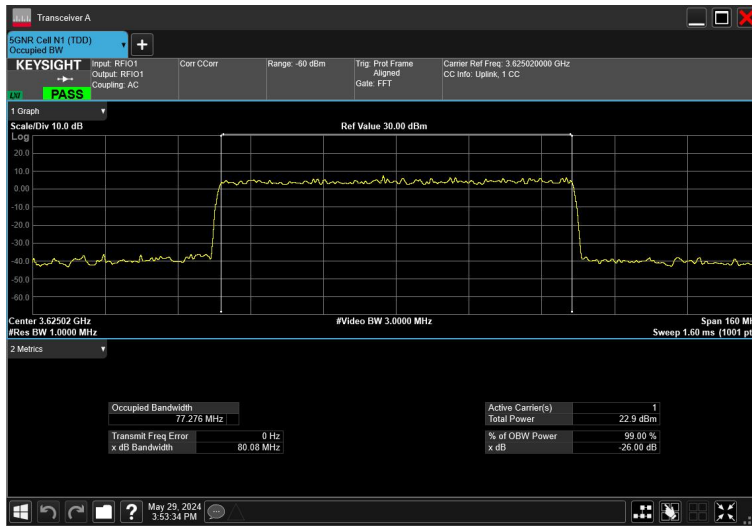 Transceiver A
5GNR Cell N1 (TDD)
Occupied BW
KEYSIGHT
Input: RFIO1
Output: RFIO1
Coupling: AC
Corr CCorr
Range: -60 dBm
Trig: Prot Frame
Aligned
Gate: FFT
Carrier Ref Freq: 3.625020000 GHz
CC Info: Uplink, 1 CC
LXI
PASS
1 Graph
Scale/Div 10.0 dB
Ref Value 30.00 dBm
Log
20.0
10.0
0.00
-10.0
-20.0
-30.0
-40.0
-50.0
-60.0
Center 3.62502 GHz
#Video BW 3.0000 MHz
Span 160
#Res BW 1.0000 MHz
Sweep 1.60 ms (1001
2 Metrics
Occupied Bandwidth
77.276 MHz
Active Carrier(s) 1
Total Power 22.9 dBm
Transmit Freq Error 0 Hz
x dB Bandwidth 80.08 MHz
% of OBW Power 99.00 %
x dB -26.00 dB
?
May 29, 2024
3:53:34 PM